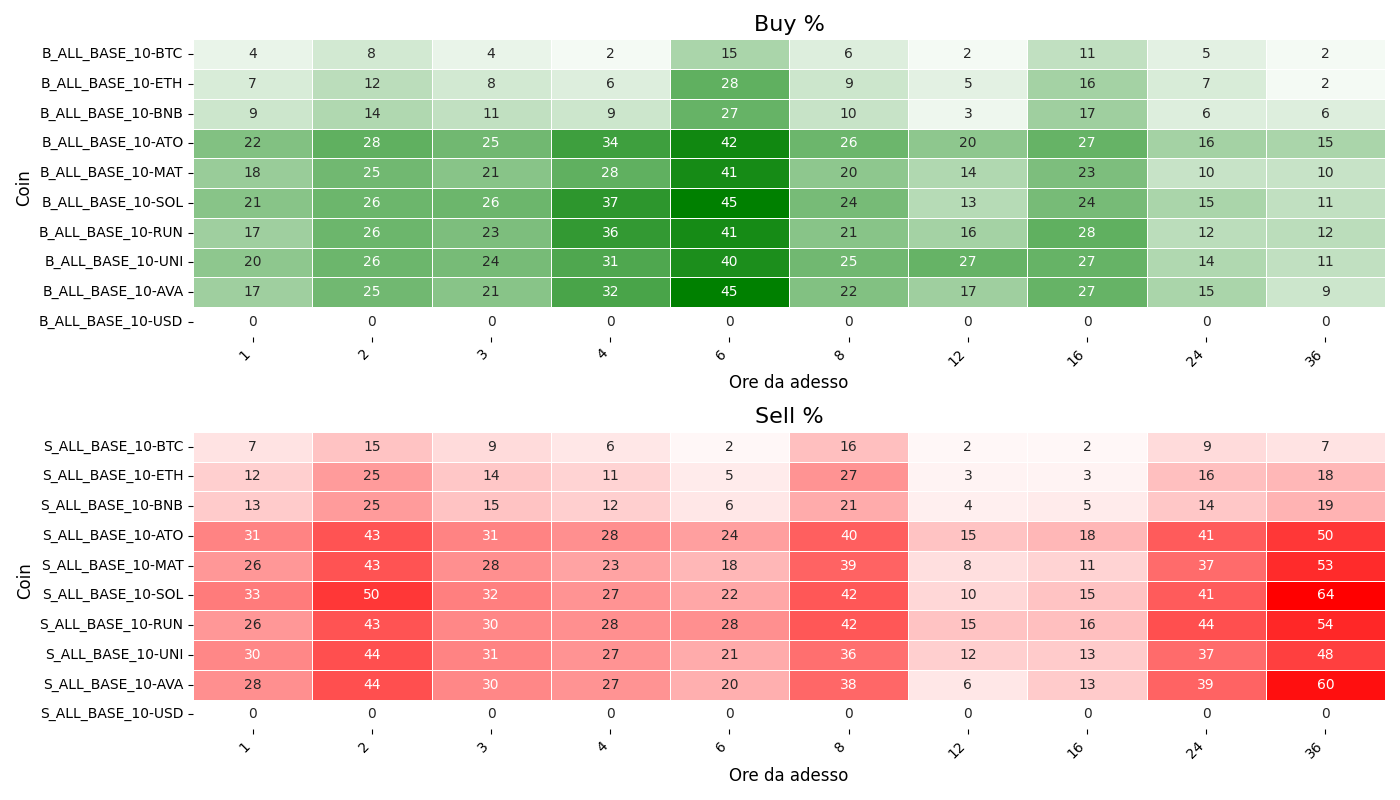 Buy %
Coin
B_ALL_BASE_10-BTC 4 8 4 2 15 6 2 11 5 2
B_ALL_BASE_10-ETH 7 12 8 6 28 9 5 16 7 2
B_ALL_BASE_10-BNB 9 14 11 9 27 10 3 17 6 6
B_ALL_BASE_10-ATO 22 28 25 34 42 26 20 27 16 15
B_ALL_BASE_10-MAT 18 25 21 28 41 20 14 23 10 10
B_ALL_BASE_10-SOL 21 26 26 37 45 24 13 24 15 11
B_ALL_BASE_10-RUN 17 26 23 36 41 21 16 28 12 12
B_ALL_BASE_10-UNI 20 26 24 31 40 25 27 27 14 11
B_ALL_BASE_10-AVA 17 25 21 32 45 22 17 27 15 9
B_ALL_BASE_10-USD 0 0 0 0 0 0 0 0 0 0
1 2 3 4 6 8 12 16 24 36
Ore da adesso
Sell %
Coin
S_ALL_BASE_10-BTC 7 15 9 6 2 16 2 2 9 7
S_ALL_BASE_10-ETH 12 25 14 11 5 27 3 3 16 18
S_ALL_BASE_10-BNB 13 25 15 12 6 21 4 5 14 19
S_ALL_BASE_10-ATO 31 43 31 28 24 40 15 18 41 50
S_ALL_BASE_10-MAT 26 43 28 23 18 39 8 11 37 53
S_ALL_BASE_10-SOL 33 50 32 27 22 42 10 15 41 64
S_ALL_BASE_10-RUN 26 43 30 28 28 42 15 16 44 54
S_ALL_BASE_10-UNI 30 44 31 27 21 36 12 13 37 48
S_ALL_BASE_10-AVA 28 44 30 27 20 38 6 13 39 60
S_ALL_BASE_10-USD 0 0 0 0 0 0 0 0 0 0
1 2 3 4 6 8 12 16 24 36
Ore da adesso